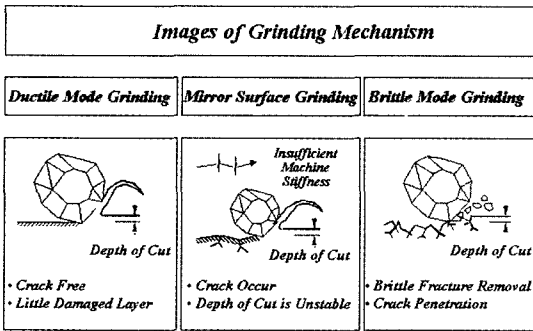 Images of Grinding Mechanism
Ductile Mode Grinding
Mirror Surface Grinding
Brittle Mode Grinding
Depth of Cut
• Crack Free
• Little Damaged Layer
Insufficient
Machine
Stiffness
Depth of Cut
• Crack Occur
• Depth of Cut is Unstable
Depth of Cut
• Brittle Fracture Removal
• Crack Penetration